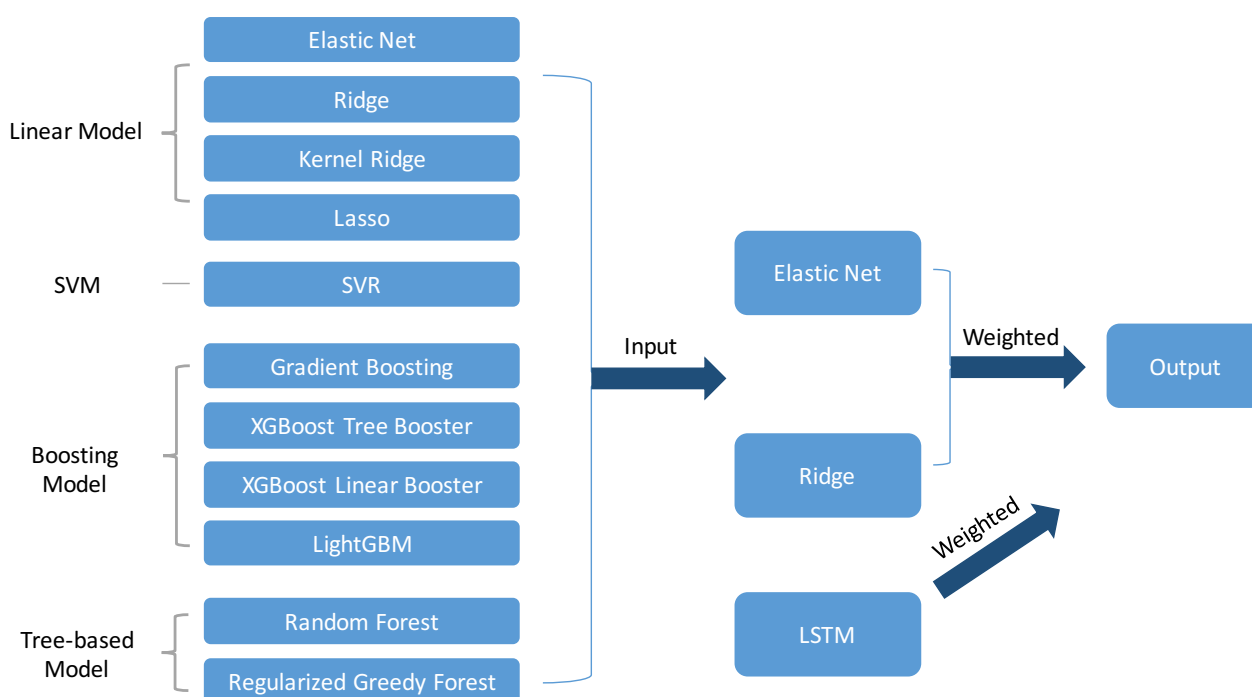 Elastic Net
Ridge
Linear Model
Kernel Ridge
Lasso
SVM
SVR
Gradient Boosting
XGBoost Tree Booster
Boosting
Model
XGBoost Linear Booster
LightGBM
Random Forest
Tree-based
Model
Regularized Greedy Forest
Input
Elastic Net
Ridge
LSTM
Weighted
Weighted
Output